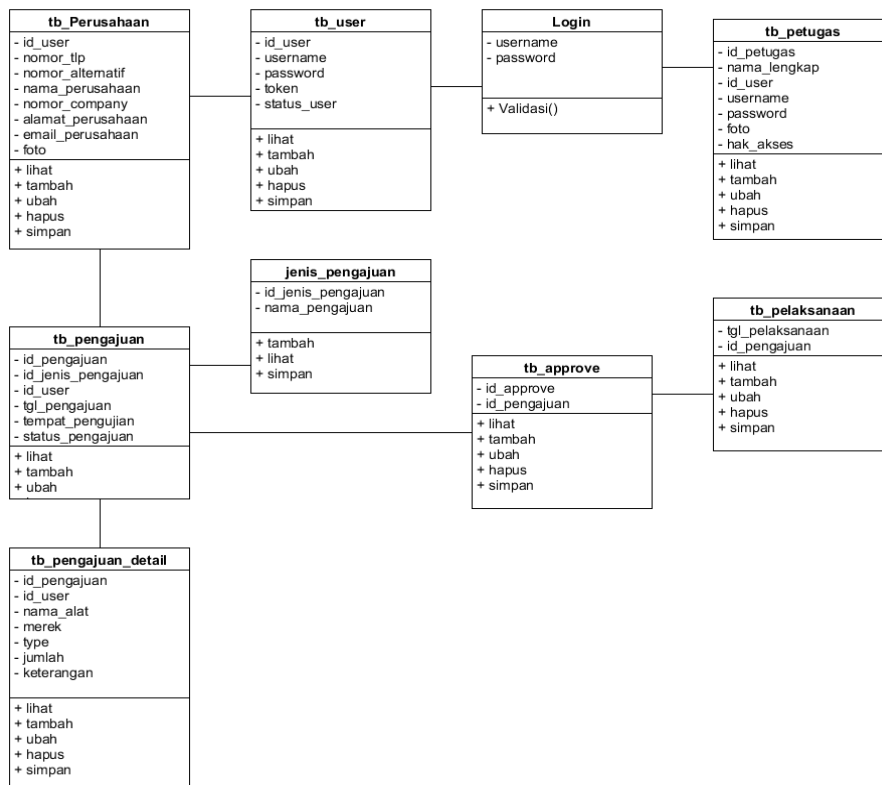 tb_Perusahaan
- id_user
- nomor_tlp
- nomor_alternatif
- nama_perusahaan
- nomor_company
- alamat_perusahaan
- email_perusahaan
- foto
+ lihat
+ tambah
+ ubah
+ hapus
+ simpan
tb_user
- id_user
- username
- password
- token
- status_user
+ lihat
+ tambah
+ ubah
+ hapus
+ simpan
Login
- username
- password
+ Validasi()
tb_petugas
- id_petugas
- nama_lengkap
- id_user
- username
- password
- foto
- hak_akses
+ lihat
+ tambah
+ ubah
+ hapus
+ simpan
jenis_pengajuan
- id_jenis_pengajuan
- nama_pengajuan
+ tambah
+ lihat
+ simpan
tb_pengajuan
- id_pengajuan
- id_jenis_pengajuan
- id_user
- tgl_pengajuan
- tempat_pengujian
- status_pengajuan
+ lihat
+ tambah
+ ubah
tb_approve
- id_approve
- id_pengajuan
+ lihat
+ tambah
+ ubah
+ hapus
+ simpan
tb_pelaksanaan
- tgl_pelaksanaan
- id_pengajuan
+ lihat
+ tambah
+ ubah
+ hapus
+ simpan
tb_pengajuan_detail
- id_pengajuan
- id_user
- nama_alat
- merek
- type
- jumlah
- keterangan
+ lihat
+ tambah
+ ubah
+ hapus
+ simpan